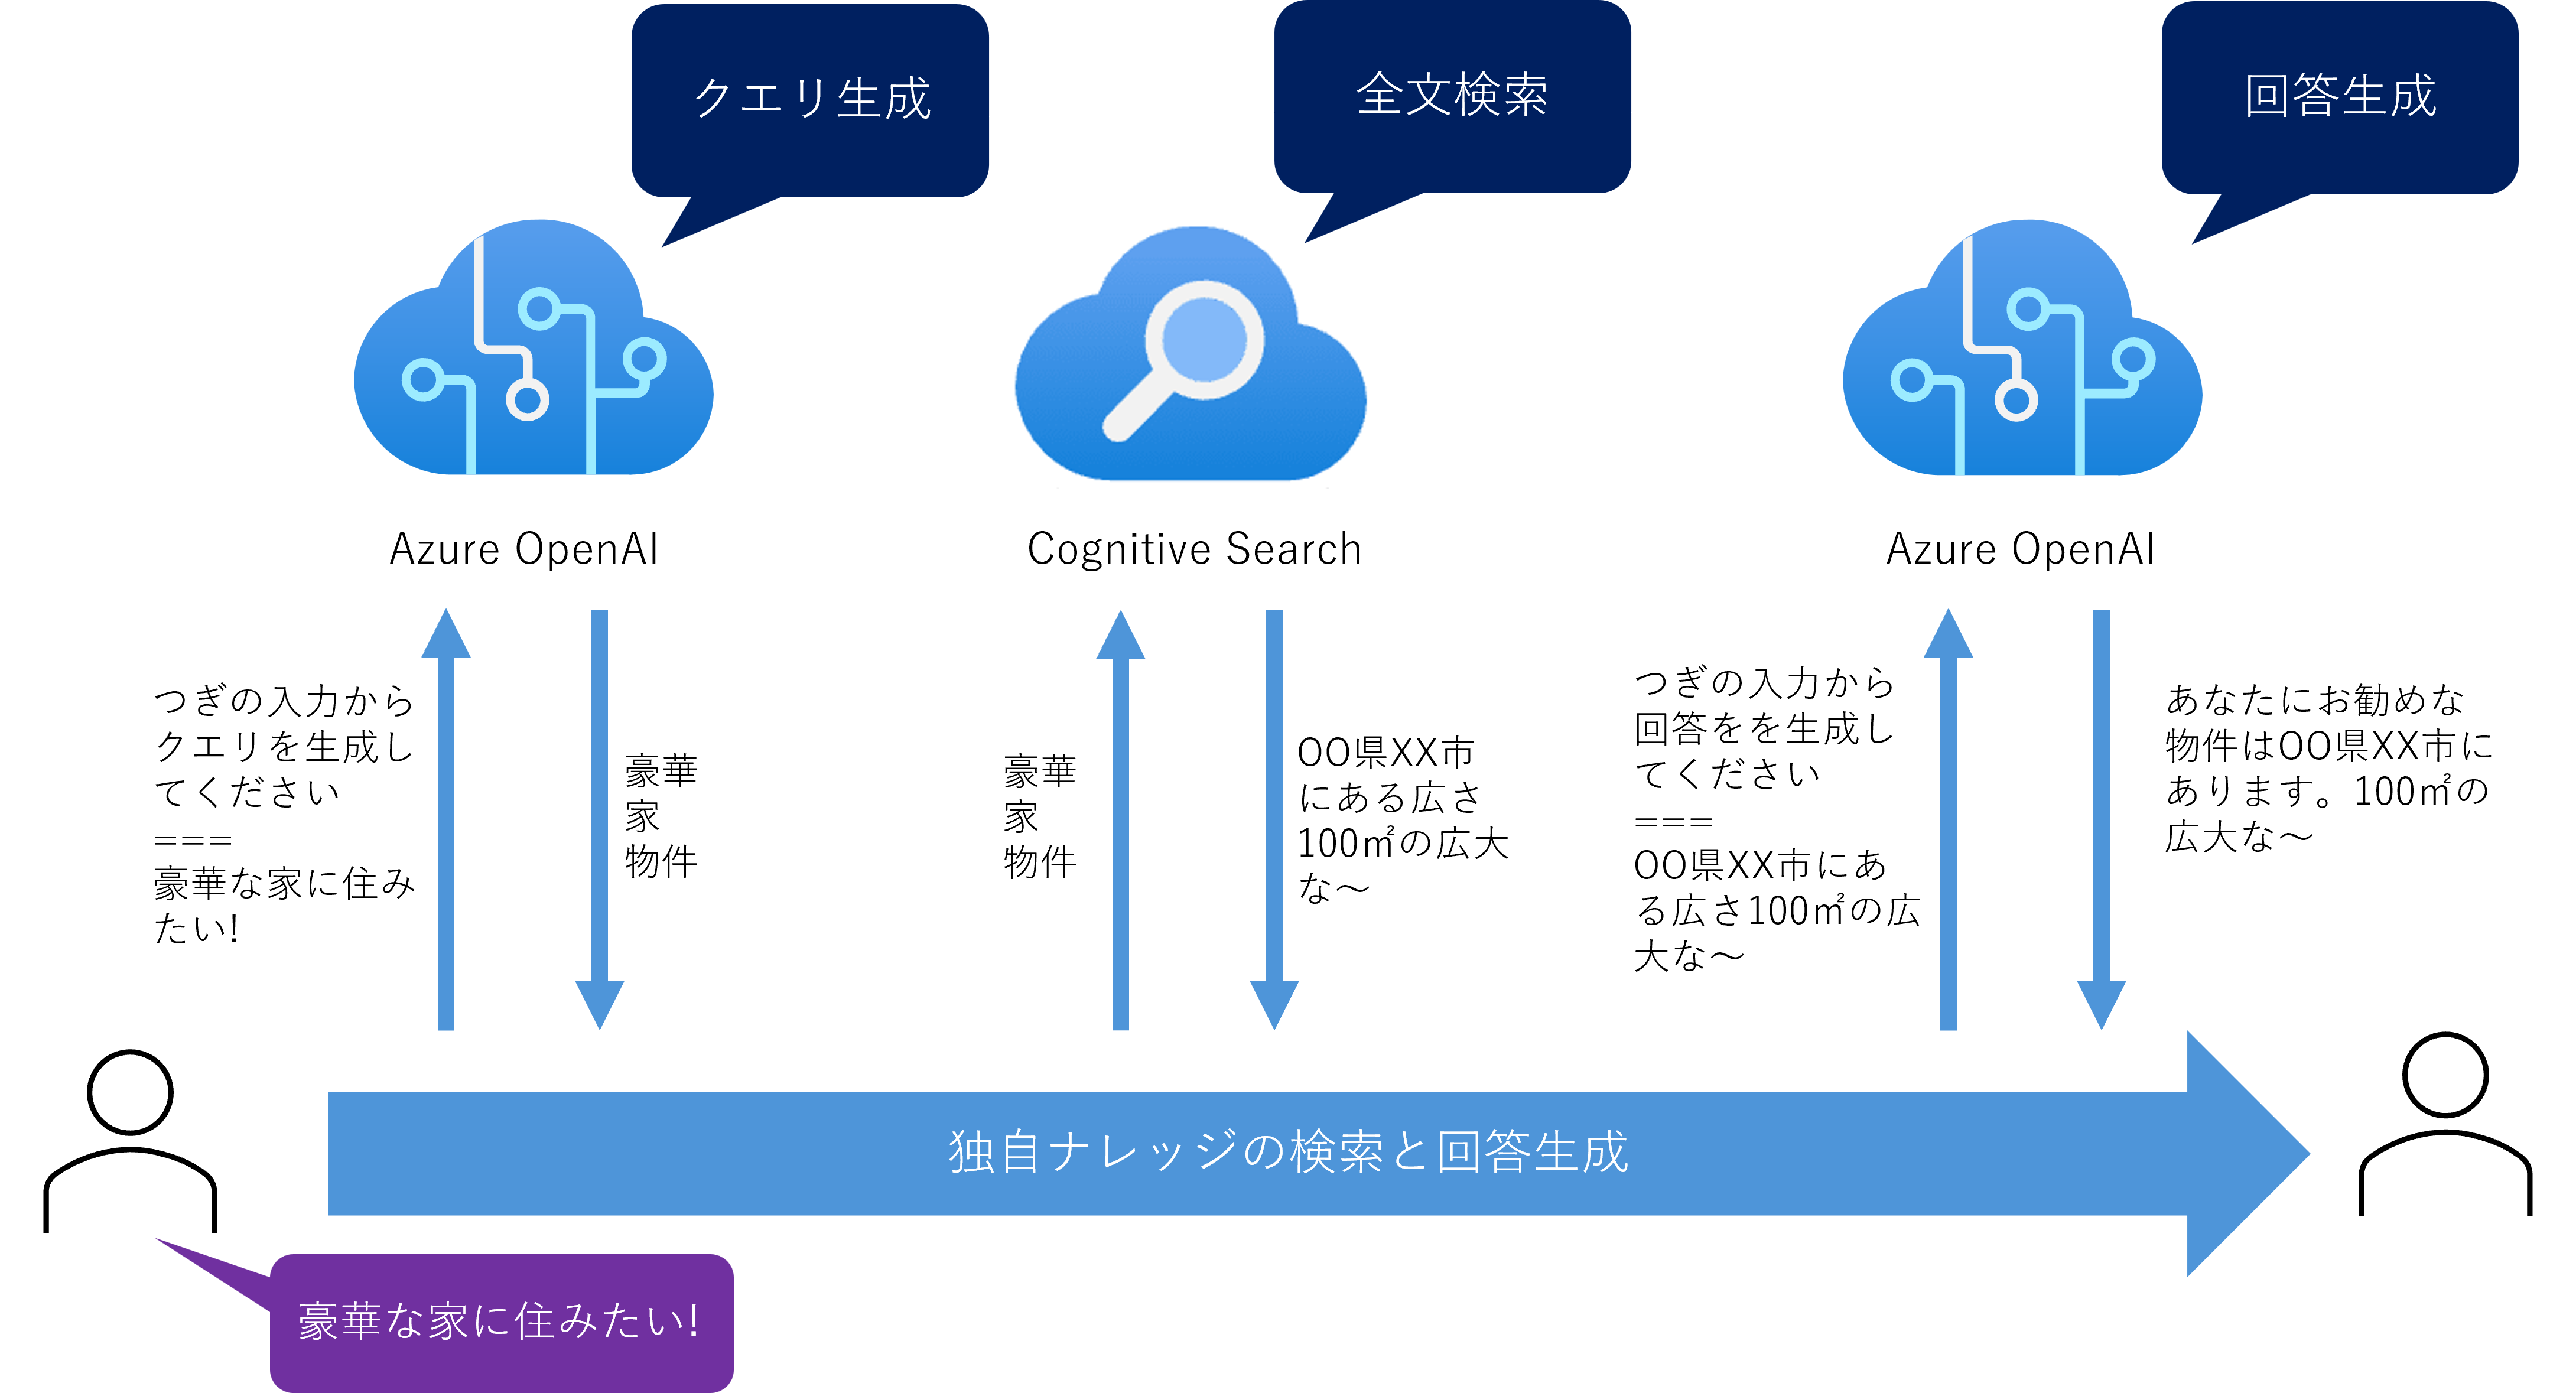 クエリ生成
全文検索
回答生成
Azure OpenAI
Cognitive Search
Azure OpenAI
つぎの入力から
クエリを生成し
てください
===
豪華な家に住み
たい!
豪華
家
物件
豪華
家
物件
OO県XX市
にある広さ
100㎡の広大
な～
つぎの入力から
回答をを生成し
てください
===
OO県XX市にあ
る広さ100㎡の広
大な～
あなたにお勧めな
物件はOO県XX市に
あります。100㎡の
広大な～
独自ナレッジの検索と回答生成
豪華な家に住みたい!